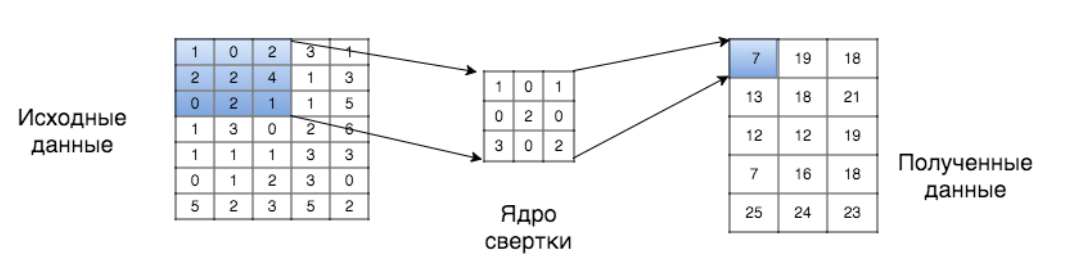 1 0 2 3 1
2 2 4 1 3
0 2 1 1 5
1 3 0 2 6
1 1 1 3 3
0 1 2 3 0
5 2 3 5 2
Исходные
данные
1 0 1
0 2 0
3 0 2
Ядро
свертки
7 19 18
13 18 21
12 12 19
7 16 18
25 24 23
Полученные
данные